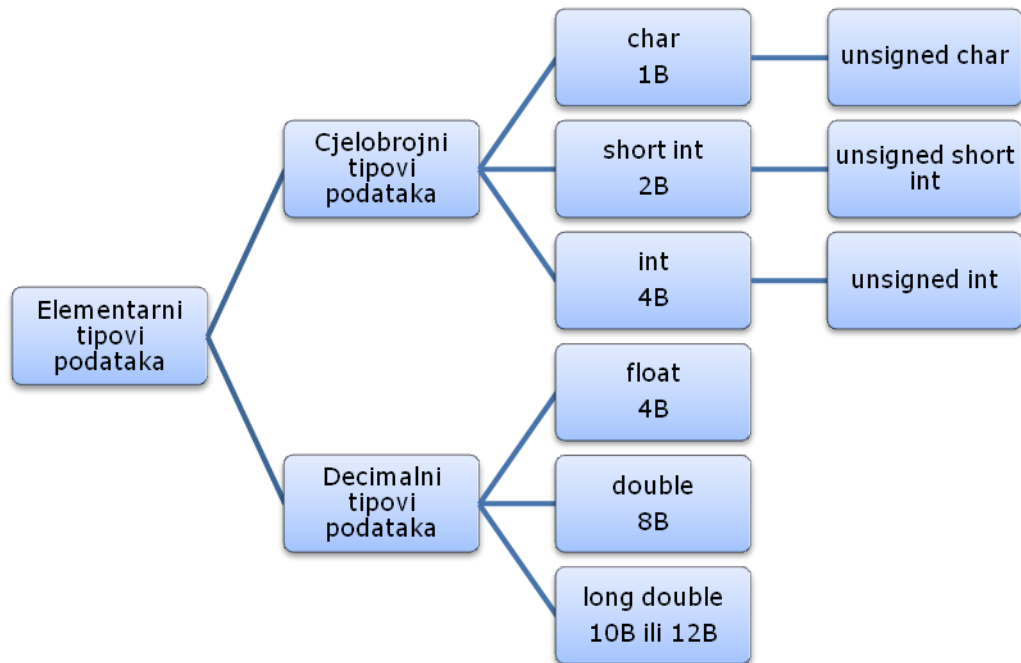 Elementarni
tipovi
podataka
Cjelobrojni
tipovi
podataka
char
1B
unsigned char
short int
2B
unsigned short
int
int
4B
unsigned int
Decimalni
tipovi
podataka
float
4B
double
8B
long double
10B ili 12B